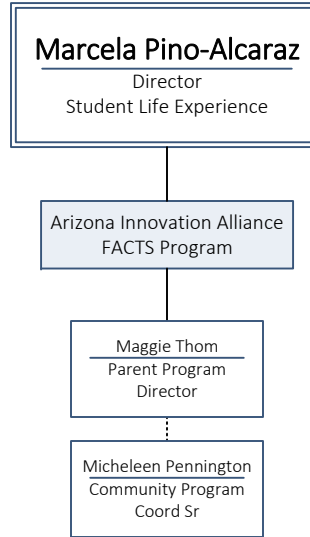 Marcela Pino-Alcaraz
Director
Student Life Experience
Arizona Innovation Alliance
FACTS Program
Maggie Thom
Parent Program
Director
Micheleen Pennington
Community Program
Coord Sr